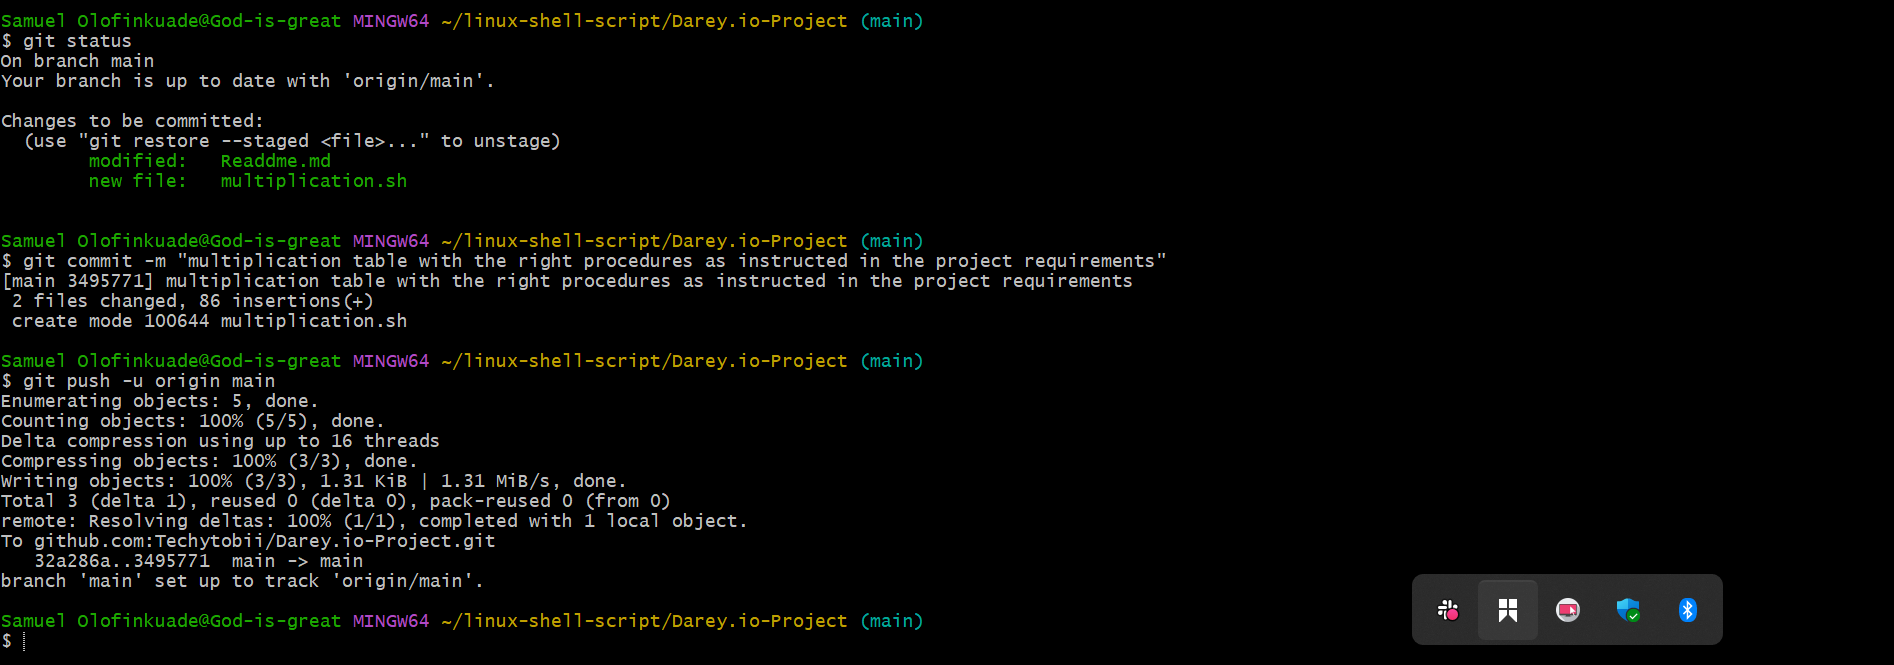 Samuel Olofinkuade@God-is-great MINGW64 ~/linux-shell-script/Darey.io-Project (main)
$ git status
On branch main
Your branch is up to date with 'origin/main'.
Changes to be committed:
  (use "git restore --staged <file>..." to unstage)
        modified:   Readdme.md
        new file:   multiplication.sh
Samuel Olofinkuade@God-is-great MINGW64 ~/linux-shell-script/Darey.io-Project (main)
$ git commit -m "multiplication table with the right procedures as instructed in the project requirements"
[main 3495771] multiplication table with the right procedures as instructed in the project requirements
 2 files changed, 86 insertions(+)
 create mode 100644 multiplication.sh
Samuel Olofinkuade@God-is-great MINGW64 ~/linux-shell-script/Darey.io-Project (main)
$ git push -u origin main
Enumerating objects: 5, done.
Counting objects: 100% (5/5), done.
Delta compression using up to 16 threads
Compressing objects: 100% (3/3), done.
Writing objects: 100% (3/3), 1.31 KiB | 1.31 MiB/s, done.
Total 3 (delta 1), reused 0 (delta 0), pack-reused 0 (from 0)
remote: Resolving deltas: 100% (1/1), completed with 1 local object.
To github.com:Techytobii/Darey.io-Project.git
   32a286a..3495771  main -> main
branch 'main' set up to track 'origin/main'.
Samuel Olofinkuade@God-is-great MINGW64 ~/linux-shell-script/Darey.io-Project (main)
$